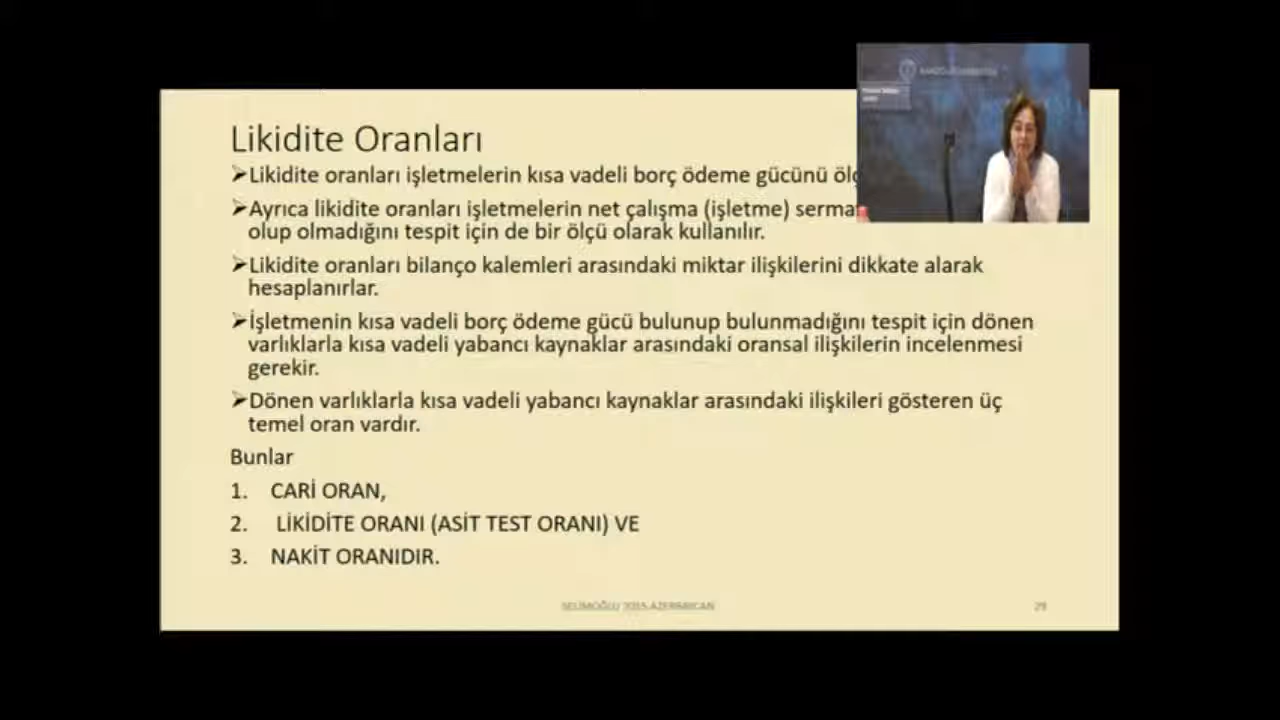 Likidite Oranları
➢Likidite oranları işletmelerin kısa vadeli borç ödeme gücünü
➢Ayrıca likidite oranları işletmelerin net çalışma (işletme)
olup olmadığını tespit için de bir ölçü olarak kullanılır.
➢Likidite oranları bilanço kalemleri arasındaki miktar ilişkilerini dikkate alarak
hesaplanırlar.
➢İşletmenin kısa vadeli borç ödeme gücü bulunup bulunmadığını tespit için dönen
varlıklarla kısa vadeli yabancı kaynaklar arasındaki oransal ilişkilerin incelenmesi
gerekir.
➢Dönen varlıklarla kısa vadeli yabancı kaynaklar arasındaki ilişkileri gösteren üç
temel oran vardır.
Bunlar
1. CARİ ORAN,
2. LİKİDİTE ORANI (ASİT TEST ORANI) VE
3. NAKİT ORANIDIR.
SELİMOĞLU 2015-AZERBAYCAN